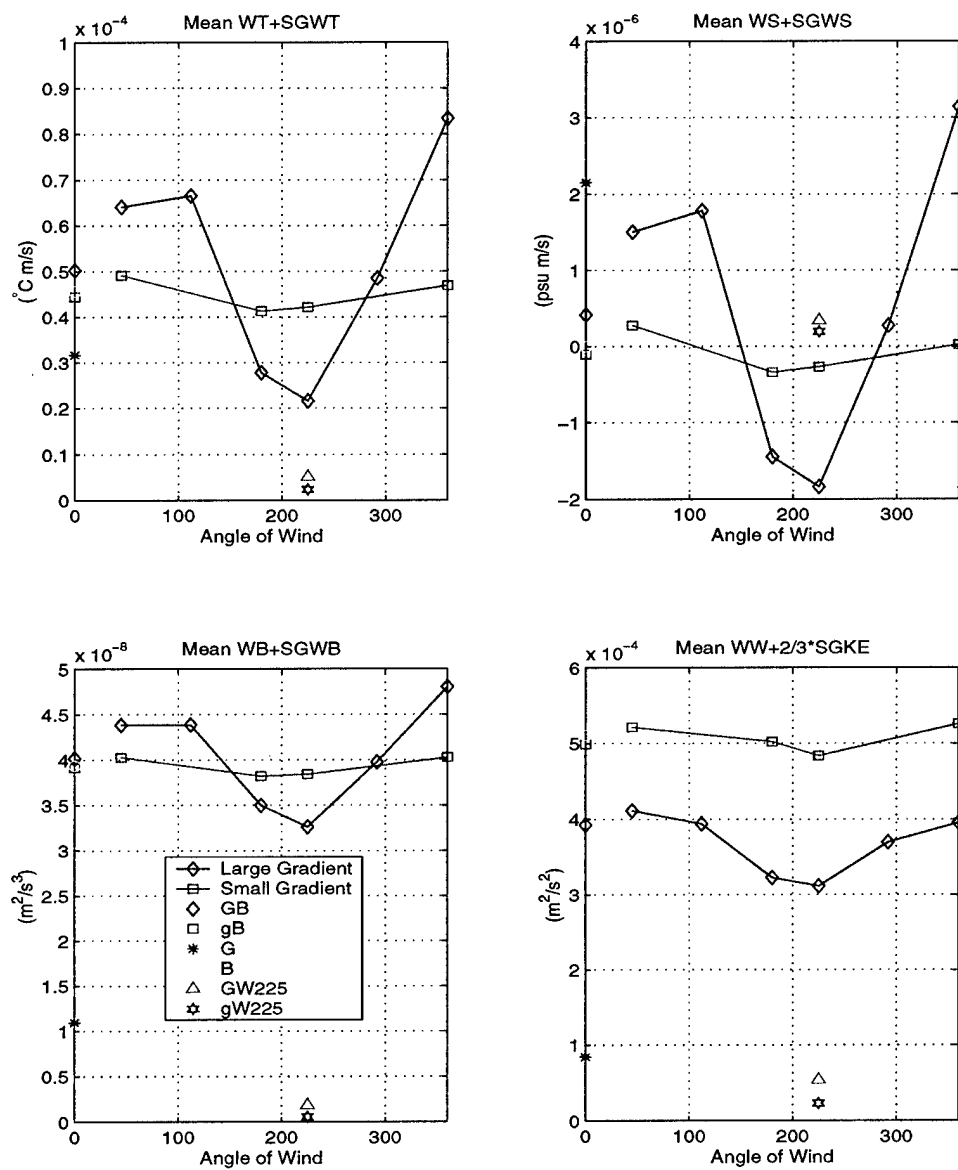 x 10⁻⁴
Mean WT+SGWT
1
0.9
0.8
0.7
0.6
0.5
0.4
0.3
0.2
0.1
0
(°C m/s)
0 100 200 300
Angle of Wind
x 10⁻⁶
Mean WS+SGWS
4
3
2
1
0
−1
−2
(psu m/s)
0 100 200 300
Angle of Wind
x 10⁻⁸
Mean WB+SGWB
5
4.5
4
3.5
3
2.5
2
1.5
1
0.5
0
(m²/s³)
Large Gradient
Small Gradient
GB
gB
G
B
GW225
gW225
0 100 200 300
Angle of Wind
x 10⁻⁴
Mean WW+2/3*SGKE
6
5
4
3
2
1
0
(m²/s²)
0 100 200 300
Angle of Wind